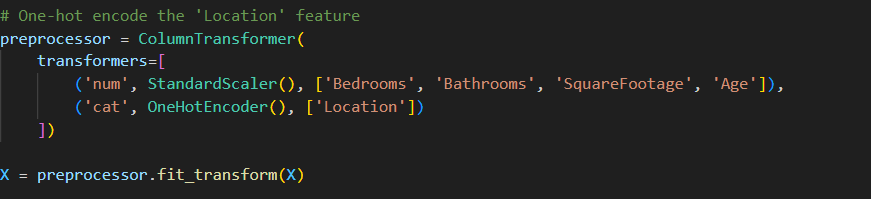 # One-hot encode the 'Location' feature
preprocessor = ColumnTransformer(
    transformers=[
        ('num', StandardScaler(), ['Bedrooms', 'Bathrooms', 'SquareFootage', 'Age']),
        ('cat', OneHotEncoder(), ['Location'])
    ])
X = preprocessor.fit_transform(X)